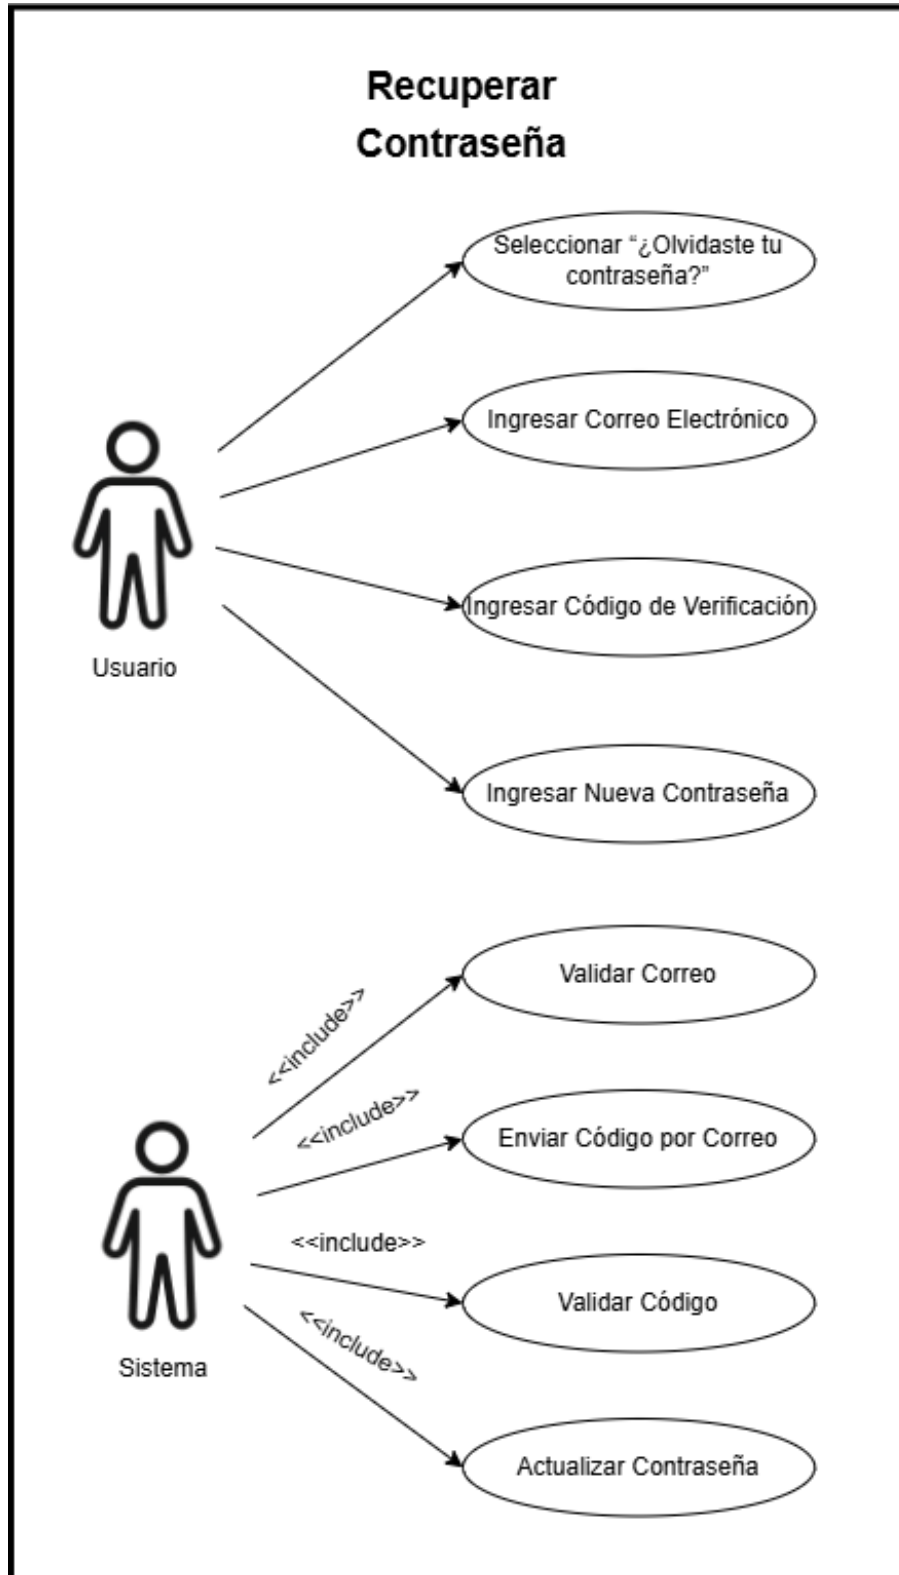 Recuperar
Contraseña
Seleccionar “¿Olvidaste tu
contraseña?”
Ingresar Correo Electrónico
Ingresar Código de Verificación
Usuario
Ingresar Nueva Contraseña
Validar Correo
<<include>>
<<include>>
Enviar Código por Correo
<<include>>
Validar Código
<<include>>
Sistema
Actualizar Contraseña